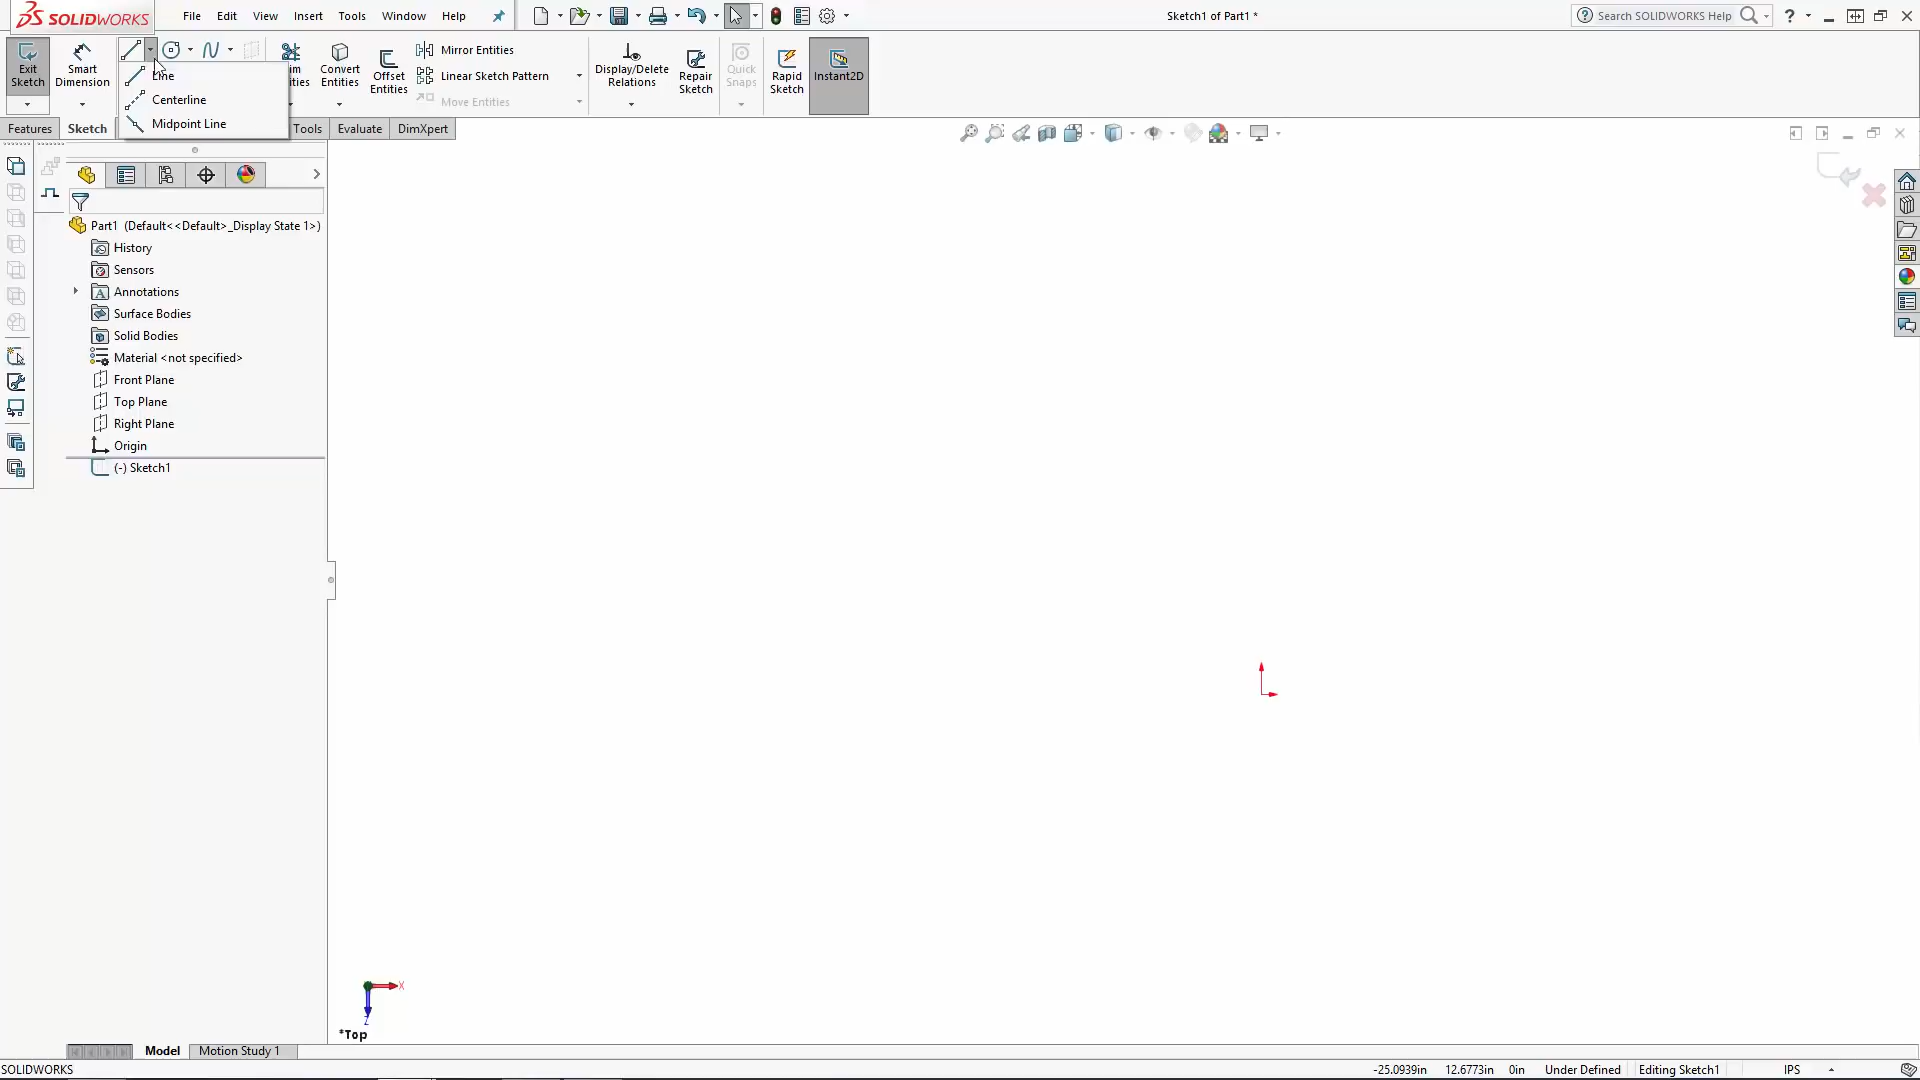 SOLIDWORKS
File Edit View Insert Tools Window Help
Sketch1 of Part1 *
Search SOLIDWORKS Help
?
Exit Sketch
Smart Dimension
Convert Entities
Offset Entities
Mirror Entities
Linear Sketch Pattern
Move Entities
Display/Delete Relations
Repair Sketch
Quick Snaps
Rapid Sketch
Instant2D
Line
Centerline
Midpoint Line
Features Sketch Tools Evaluate DimXpert
Part1 (Default<<Default>_Display State 1>)
History
Sensors
Annotations
Surface Bodies
Solid Bodies
Material <not specified>
Front Plane
Top Plane
Right Plane
Origin
(-) Sketch1
X
Z
*Top
Model Motion Study 1
SOLIDWORKS
-25.0939in 12.6773in 0in Under Defined Editing Sketch1 IPS